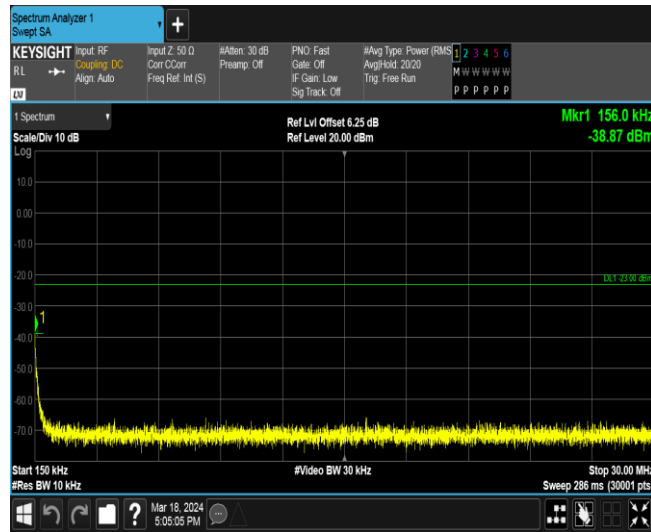 Spectrum Analyzer 1
Swept SA
+
KEYSIGHT
RL
LXI
Input: RF
Coupling: DC
Align: Auto
Input Z: 50 Ω
Corr CCorr
Freq Ref: Int (S)
#Atten: 30 dB
Preamp: Off
PNO: Fast
Gate: Off
IF Gain: Low
Sig Track: Off
#Avg Type: Power (RMS
Avg|Hold: 20/20
Trig: Free Run
1 2 3 4 5 6
M W W W W W
P P P P P P
1 Spectrum
Scale/Div 10 dB
Log
Ref Lvl Offset 6.25 dB
Ref Level 20.00 dBm
Mkr1 156.0 kHz
-38.87 dBm
10.0
0.00
-10.0
-20.0
DL1 -23.00 dBm
-30.0
1
-40.0
-50.0
-60.0
-70.0
Start 150 kHz
#Video BW 30 kHz
Stop 30.00 MHz
#Res BW 10 kHz
Sweep 286 ms (30001 pts
?
Mar 18, 2024
5:05:05 PM